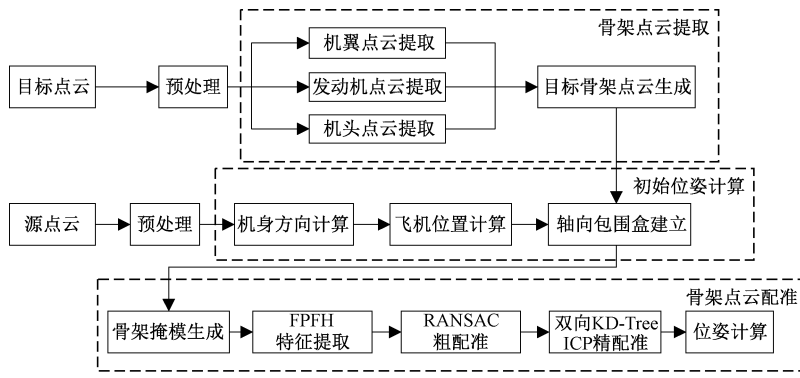 骨架点云提取
机翼点云提取
目标点云
预处理
发动机点云提取
目标骨架点云生成
机头点云提取
初始位姿计算
源点云
预处理
机身方向计算
飞机位置计算
轴向包围盒建立
骨架点云配准
骨架掩模生成
FPFH
特征提取
RANSAC
粗配准
双向KD-Tree
ICP精配准
位姿计算